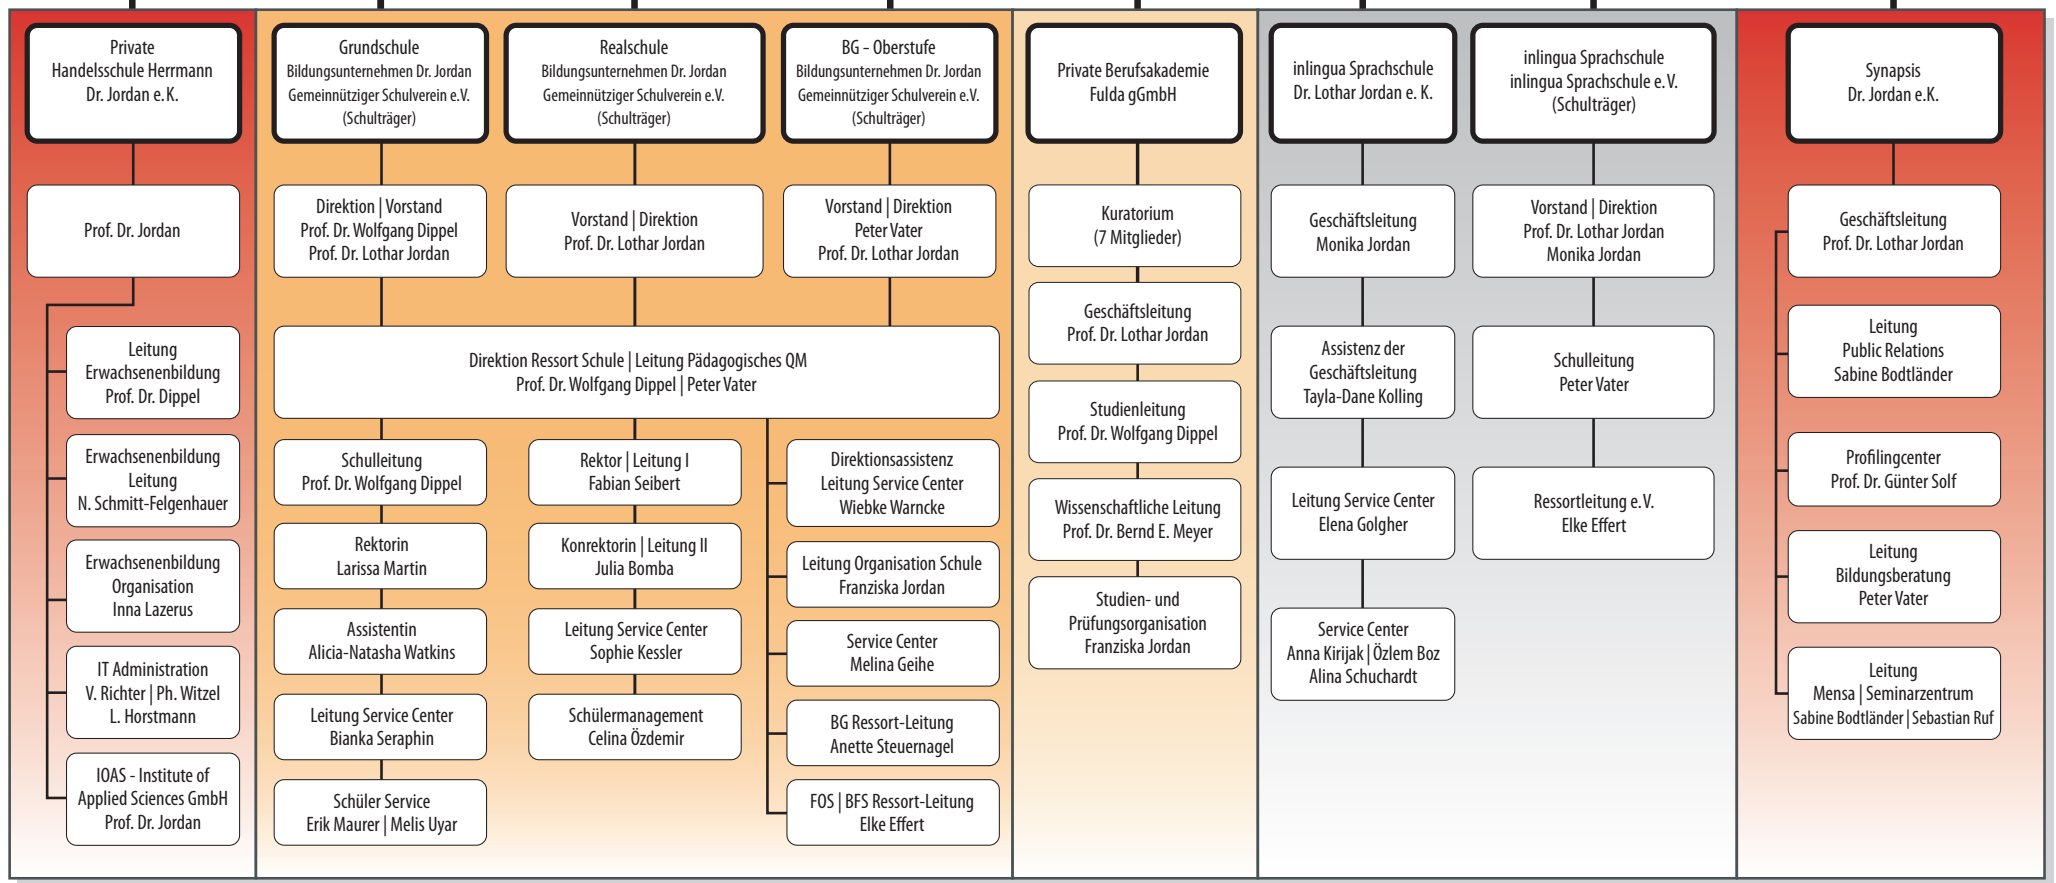 Private
Handelsschule Herrmann
Dr. Jordan e.K.
Prof. Dr. Jordan
Leitung
Erwachsenenbildung
Prof. Dr. Dippel
Erwachsenenbildung
Leitung
N. Schmitt-Felgenhauer
Erwachsenenbildung
Organisation
Inna Lazerus
IT Administration
V. Richter | Ph. Witzel
L. Horstmann
IOAS - Institute of
Applied Sciences GmbH
Prof. Dr. Jordan
Grundschule
Bildungsunternehmen Dr. Jordan
Gemeinnütziger Schulverein e.V.
(Schulträger)
Realschule
Bildungsunternehmen Dr. Jordan
Gemeinnütziger Schulverein e.V.
(Schulträger)
BG – Oberstufe
Bildungsunternehmen Dr. Jordan
Gemeinnütziger Schulverein e.V.
(Schulträger)
Direktion | Vorstand
Prof. Dr. Wolfgang Dippel
Prof. Dr. Lothar Jordan
Vorstand | Direktion
Prof. Dr. Lothar Jordan
Vorstand | Direktion
Peter Vater
Prof. Dr. Lothar Jordan
Direktion Ressort Schule | Leitung Pädagogisches QM
Prof. Dr. Wolfgang Dippel | Peter Vater
Schulleitung
Prof. Dr. Wolfgang Dippel
Rektorin
Larissa Martin
Assistentin
Alicia-Natasha Watkins
Leitung Service Center
Bianka Seraphin
Schüler Service
Erik Maurer | Melis Uyar
Rektor | Leitung I
Fabian Seibert
Konrektorin | Leitung II
Julia Bomba
Leitung Service Center
Sophie Kessler
Schülermanagement
Celina Özdemir
Direktionsassistenz
Leitung Service Center
Wiebke Warncke
Leitung Organisation Schule
Franziska Jordan
Service Center
Melina Geihe
BG Ressort-Leitung
Anette Steuernagel
FOS | BFS Ressort-Leitung
Elke Effert
Private Berufsakademie
Fulda gGmbH
Kuratorium
(7 Mitglieder)
Geschäftsleitung
Prof. Dr. Lothar Jordan
Studienleitung
Prof. Dr. Wolfgang Dippel
Wissenschaftliche Leitung
Prof. Dr. Bernd E. Meyer
Studien- und
Prüfungsorganisation
Franziska Jordan
inlingua Sprachschule
Dr. Lothar Jordan e. K.
Geschäftsleitung
Monika Jordan
Assistenz der
Geschäftsleitung
Tayla-Dane Kolling
Leitung Service Center
Elena Golgher
Service Center
Anna Kirijak | Özlem Boz
Alina Schuchardt
inlingua Sprachschule
inlingua Sprachschule e. V.
(Schulträger)
Vorstand | Direktion
Prof. Dr. Lothar Jordan
Monika Jordan
Schulleitung
Peter Vater
Ressortleitung e. V.
Elke Effert
Synapsis
Dr. Jordan e.K.
Geschäftsleitung
Prof. Dr. Lothar Jordan
Leitung
Public Relations
Sabine Bodtländer
Profilingcenter
Prof. Dr. Günter Solf
Leitung
Bildungsberatung
Peter Vater
Leitung
Mensa | Seminarzentrum
Sabine Bodtländer | Sebastian Ruf